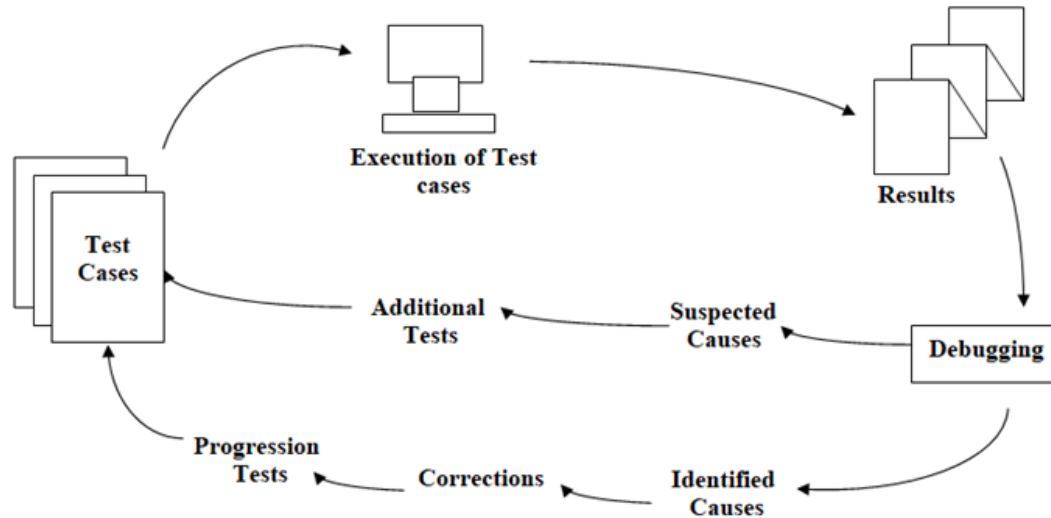 Execution of Test
cases
Results
Test
Cases
Additional
Tests
Suspected
Causes
Debugging
Progression
Tests
Corrections
Identified
Causes